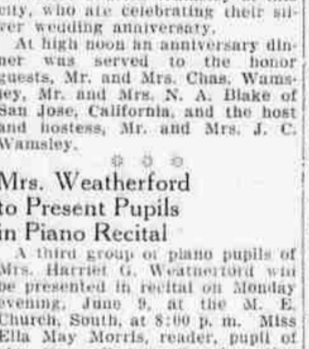 city, who are celebrating their sil-
ver wedding anniversary.
At high noon an anniversary din-
ner was served to the honor
guests, Mr. and Mrs. Chas. Wams-
ley, Mr. and Mrs. N. A. Blake of
San Jose, California, and the host
and hostess, Mr. and Mrs. J. C.
Wamsley.
Mrs. Weatherford
to Present Pupils
in Piano Recital
A third group of piano pupils of
Mrs. Harriet G. Weatherford will
be presented in recital on Monday
evening, June 9, at the M. E.
Church, South, at 8:00 p. m. Miss
Ella May Morris, reader, pupil of